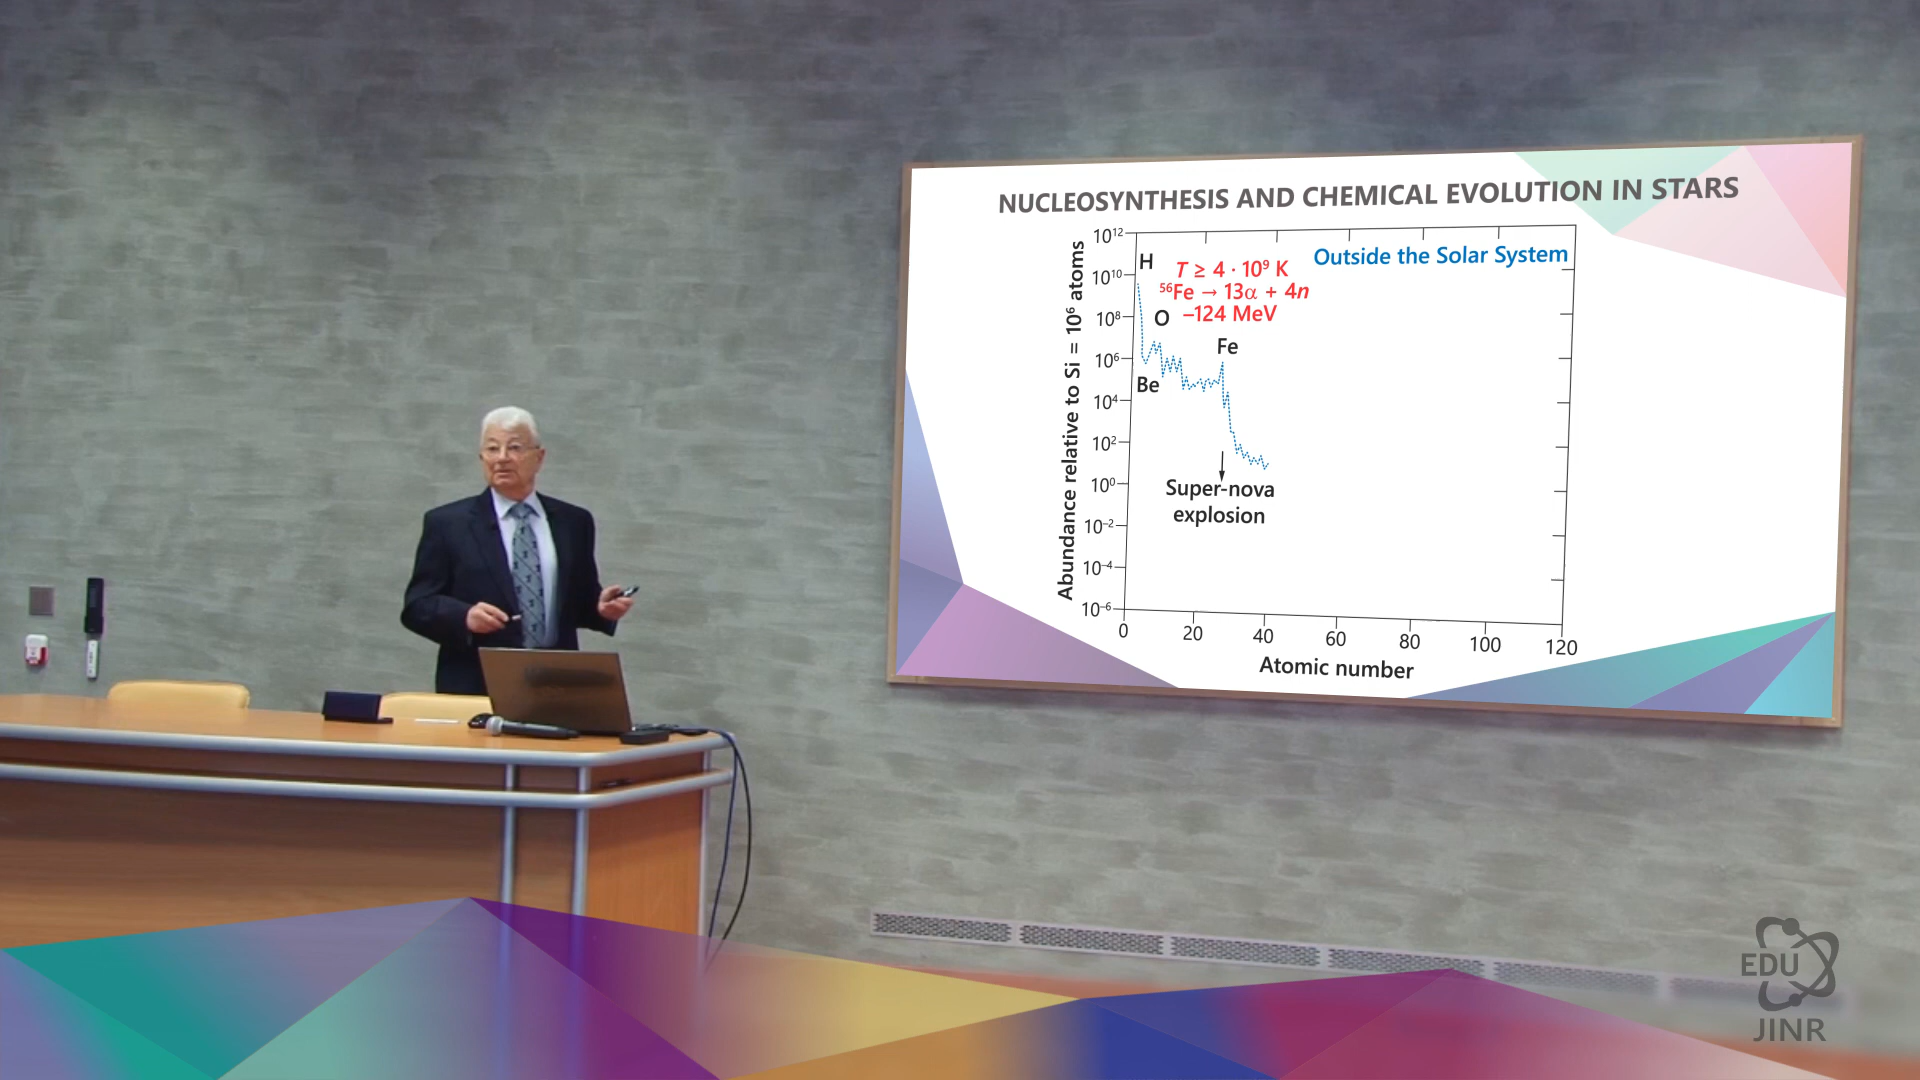 NUCLEOSYNTHESIS AND CHEMICAL EVOLUTION IN STARS
Outside the Solar System
H
T ≥ 4 · 10⁹ K
⁵⁶Fe → 13α + 4n
−124 MeV
O
Fe
Be
Super-nova
explosion
Abundance relative to Si = 10⁶ atoms
10¹²
10¹⁰
10⁸
10⁶
10⁴
10²
10⁰
10⁻²
10⁻⁴
10⁻⁶
0 20 40 60 80 100 120
Atomic number
EDU
JINR